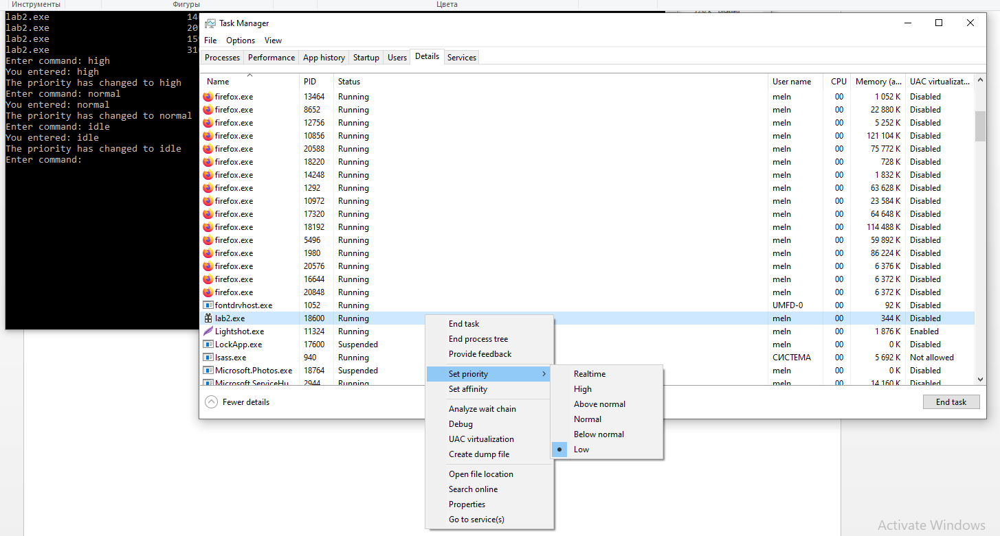 Инструменты Фигуры Цвета
lab2.exe 14
lab2.exe 20
lab2.exe 15
lab2.exe 31
Enter command: high
You entered: high
The priority has changed to high
Enter command: normal
You entered: normal
The priority has changed to normal
Enter command: idle
You entered: idle
The priority has changed to idle
Enter command:
Task Manager
File Options View
Processes Performance App history Startup Users Details Services
Name PID Status User name CPU Memory (a... UAC virtualizat...
firefox.exe 13464 Running meln 00 1 052 K Disabled
firefox.exe 8652 Running meln 00 22 880 K Disabled
firefox.exe 12756 Running meln 00 5 252 K Disabled
firefox.exe 10856 Running meln 00 121 104 K Disabled
firefox.exe 20588 Running meln 00 75 772 K Disabled
firefox.exe 18220 Running meln 00 728 K Disabled
firefox.exe 14248 Running meln 00 1 832 K Disabled
firefox.exe 1292 Running meln 00 63 628 K Disabled
firefox.exe 10972 Running meln 00 23 584 K Disabled
firefox.exe 17320 Running meln 00 64 648 K Disabled
firefox.exe 18192 Running meln 00 114 488 K Disabled
firefox.exe 5496 Running meln 00 59 892 K Disabled
firefox.exe 1980 Running meln 00 86 224 K Disabled
firefox.exe 20576 Running meln 00 6 376 K Disabled
firefox.exe 16644 Running meln 00 6 372 K Disabled
firefox.exe 20848 Running meln 00 6 372 K Disabled
fontdrvhost.exe 1052 Running UMFD-0 00 92 K Disabled
lab2.exe 18600 Running meln 00 344 K Disabled
Lightshot.exe 11324 Running meln 00 1 876 K Enabled
LockApp.exe 17600 Suspended meln 00 0 K Disabled
lsass.exe 940 Running СИСТЕМА 00 5 692 K Not allowed
Microsoft.Photos.exe 18764 Suspended meln 00 0 K Disabled
Microsoft.ServiceHu... 2944 Running meln 00 14 160 K Disabled
Fewer details
End task
End task
End process tree
Provide feedback
Set priority
Set affinity
Analyze wait chain
Debug
UAC virtualization
Create dump file
Open file location
Search online
Properties
Go to service(s)
Realtime
High
Above normal
Normal
Below normal
Low
Activate Windows